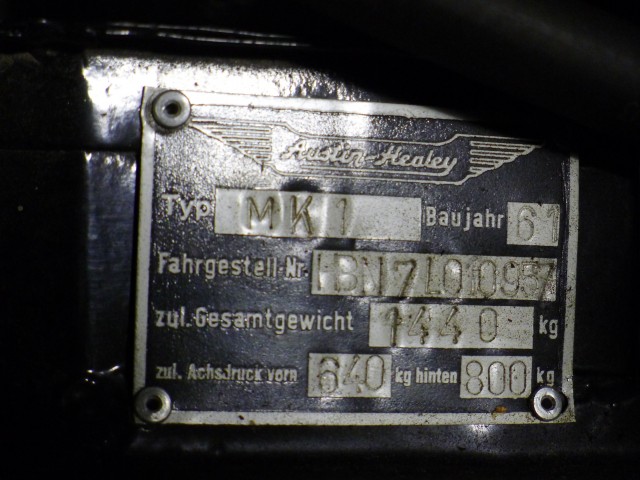 Austin-Healey
Typ MK1 Baujahr 61
Fahrgestell Nr.
zul. Gesamtgewicht 1440 kg
zul. Achsdruck vorn 640 kg hinten 800 kg